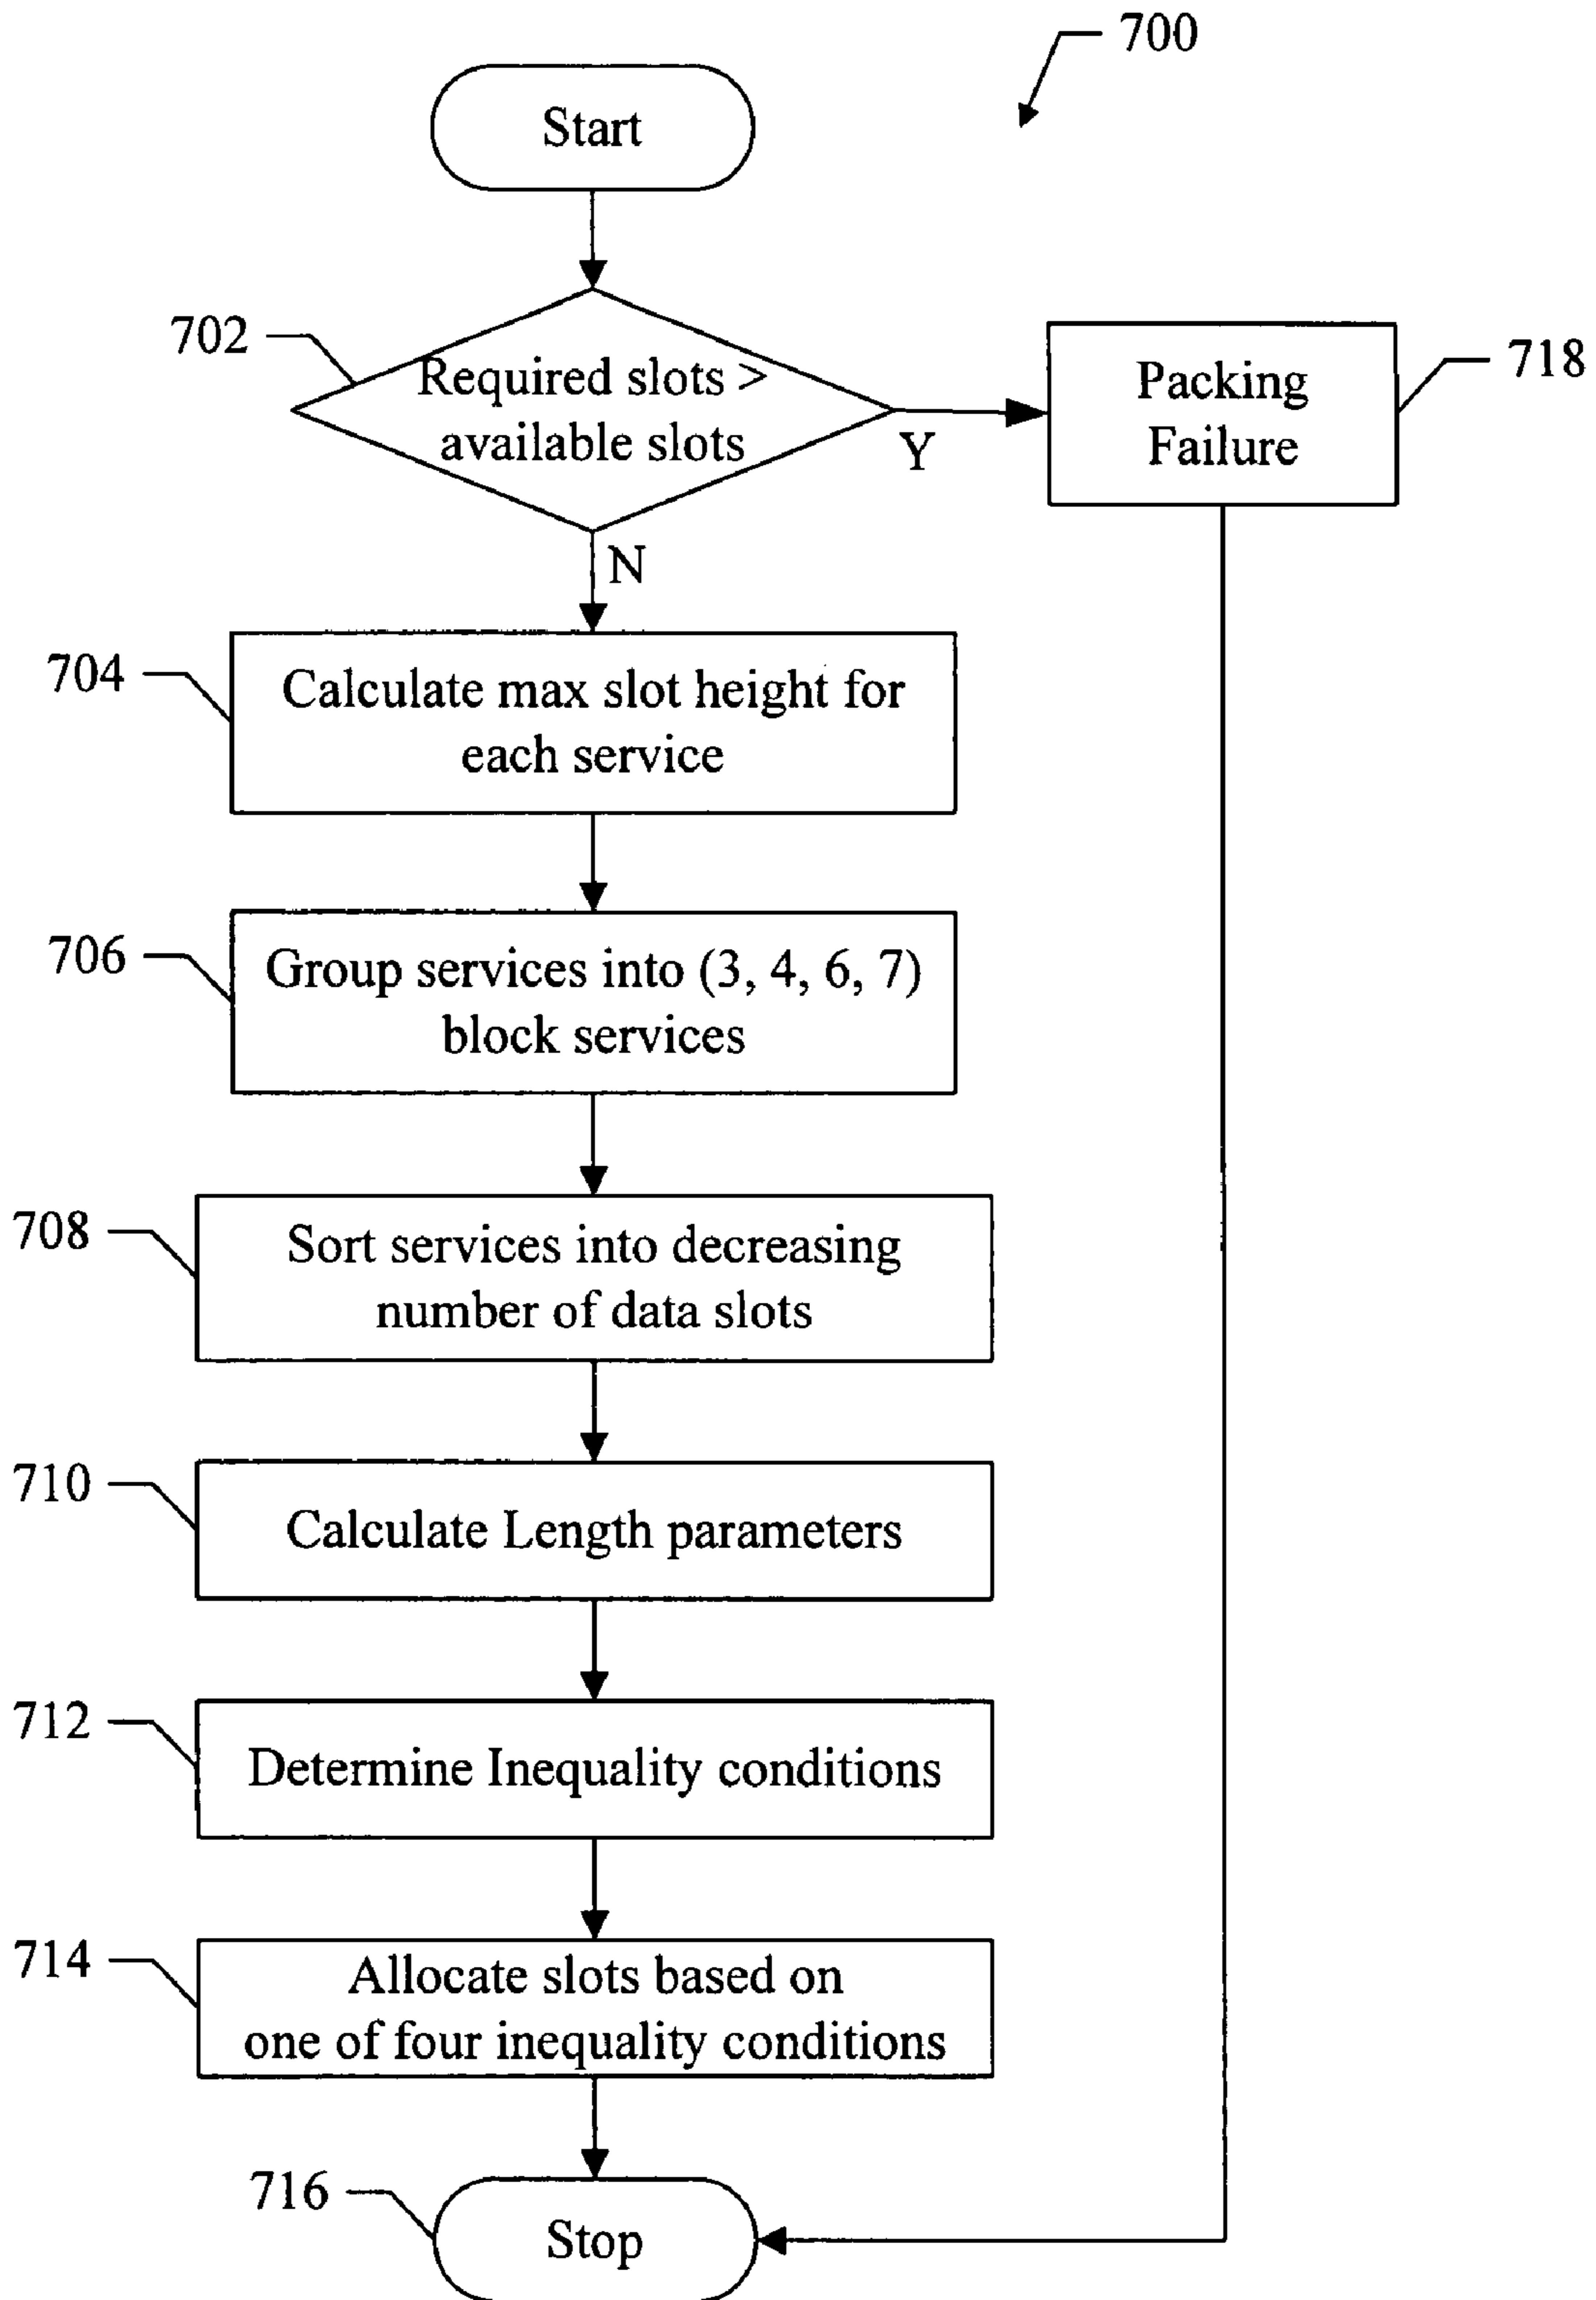 700
Start
702
Required slots >
available slots
Y
Packing
Failure
718
N
704
Calculate max slot height for
each service
706
Group services into (3, 4, 6, 7)
block services
708
Sort services into decreasing
number of data slots
710
Calculate Length parameters
712
Determine Inequality conditions
714
Allocate slots based on
one of four inequality conditions
716
Stop